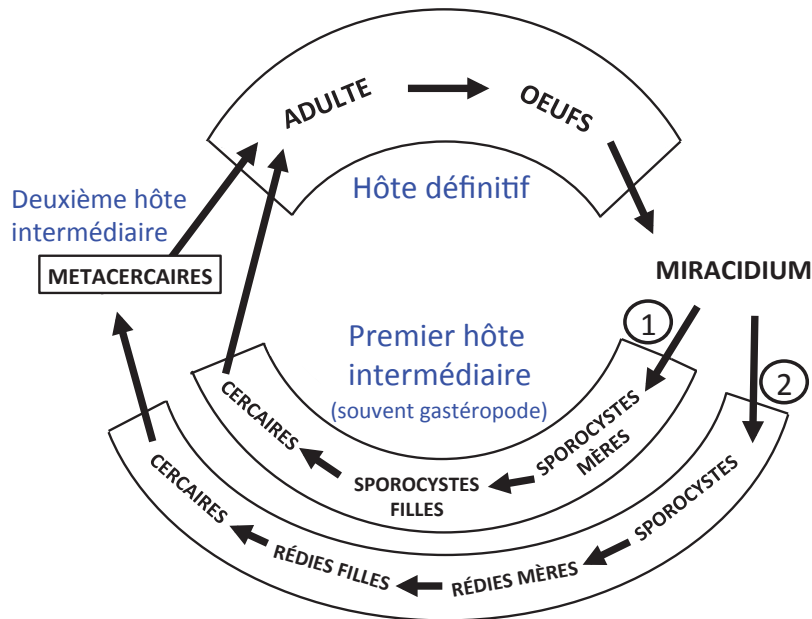 ADULTE
OEUFS
Hôte définitif
Deuxième hôte
intermédiaire
METACERCAIRES
MIRACIDIUM
1
2
Premier hôte
intermédiaire
(souvent gastéropode)
CERCAIRES
SPOROCYSTES
FILLES
SPOROCYSTES
MÈRES
CERCAIRES
RÉDIES FILLES
RÉDIES MÈRES
SPOROCYSTES